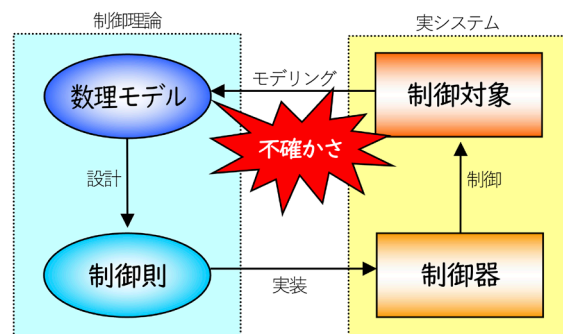 制御理論
実システム
数理モデル
モデリング
制御対象
不確かさ
設計
制御
制御則
実装
制御器